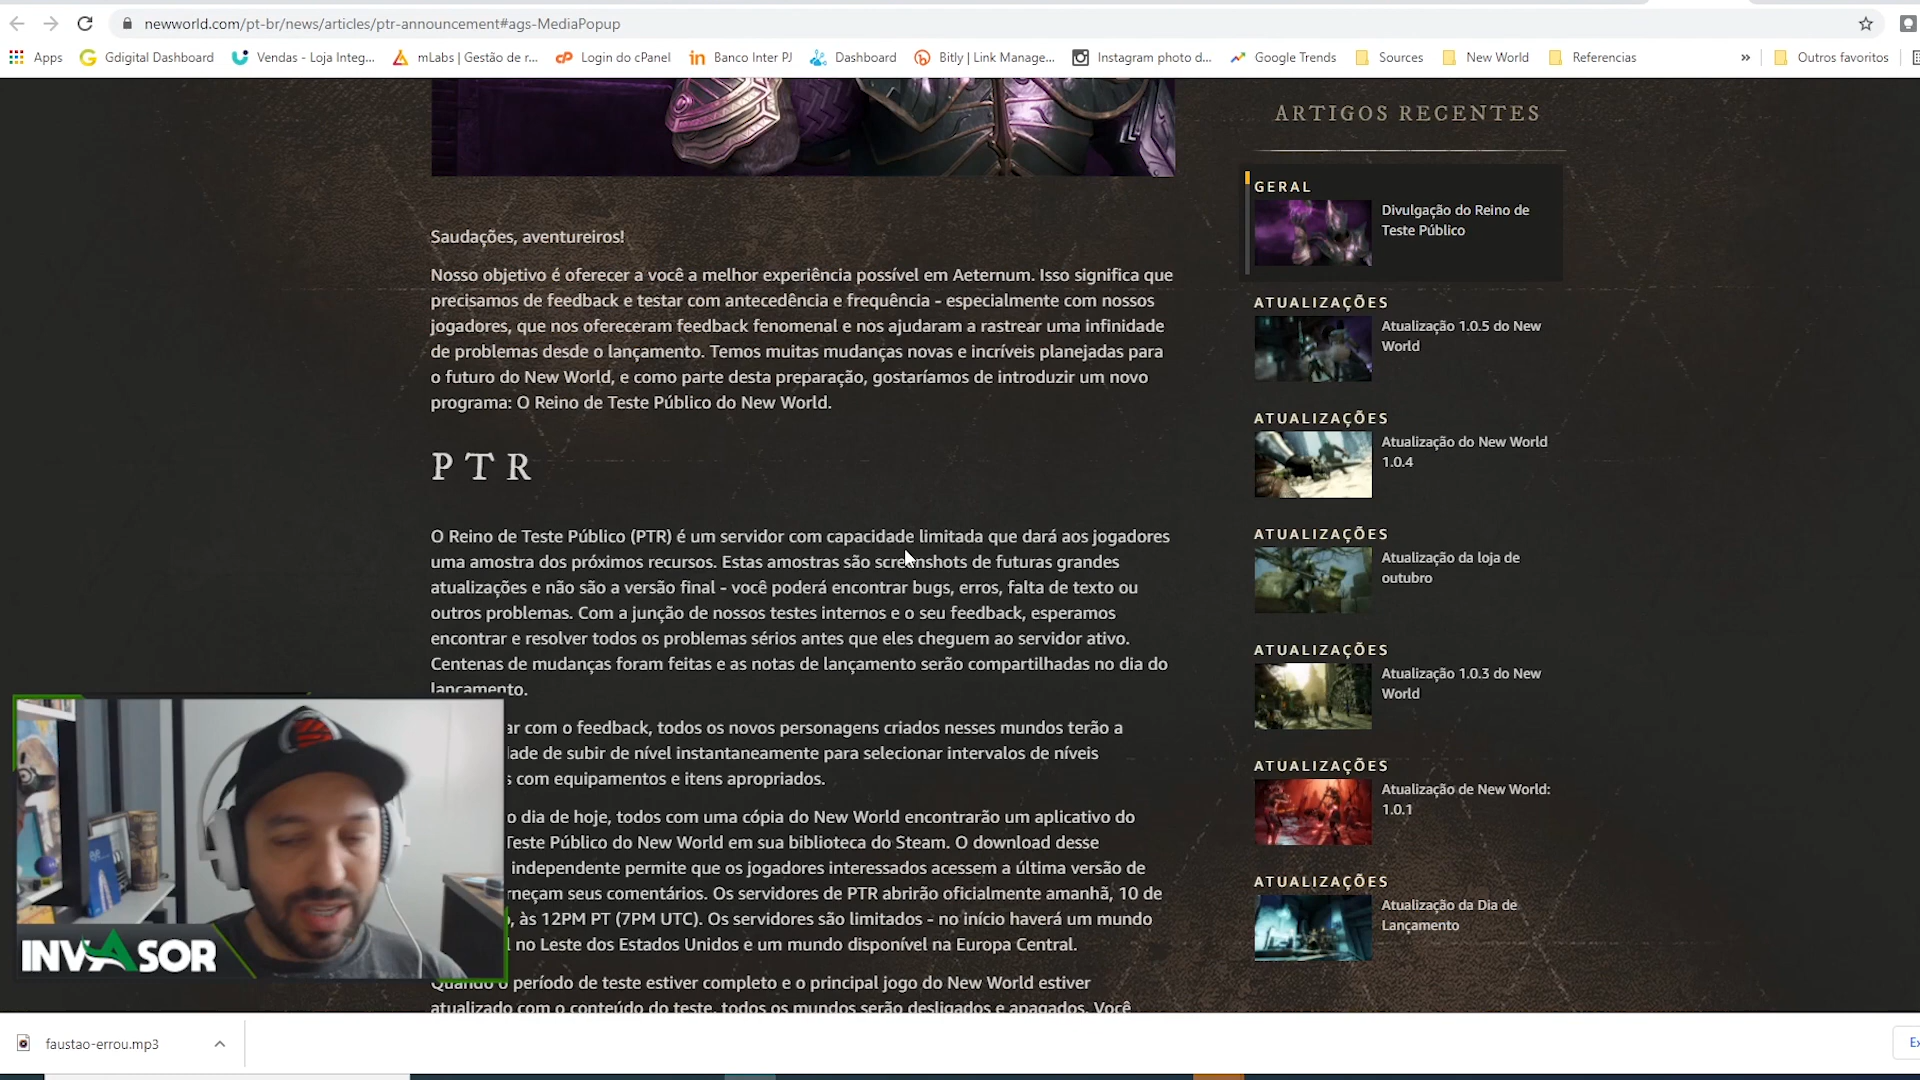 newworld.com/pt-br/news/articles/ptr-announcement#ags-MediaPopup
Apps
Gdigital Dashboard
Vendas - Loja Integ...
mLabs | Gestão de r...
cP Login do cPanel
in Banco Inter PJ
Dashboard
Bitly | Link Manage...
Instagram photo d...
Google Trends
Sources
New World
Referencias
»
Outros favoritos
Saudações, aventureiros!
Nosso objetivo é oferecer a você a melhor experiência possível em Aeternum. Isso significa que
precisamos de feedback e testar com antecedência e frequência - especialmente com nossos
jogadores, que nos ofereceram feedback fenomenal e nos ajudaram a rastrear uma infinidade
de problemas desde o lançamento. Temos muitas mudanças novas e incríveis planejadas para
o futuro do New World, e como parte desta preparação, gostaríamos de introduzir um novo
programa: O Reino de Teste Público do New World.
PTR
O Reino de Teste Público (PTR) é um servidor com capacidade limitada que dará aos jogadores
uma amostra dos próximos recursos. Estas amostras são screenshots de futuras grandes
atualizações e não são a versão final - você poderá encontrar bugs, erros, falta de texto ou
outros problemas. Com a junção de nossos testes internos e o seu feedback, esperamos
encontrar e resolver todos os problemas sérios antes que eles cheguem ao servidor ativo.
Centenas de mudanças foram feitas e as notas de lançamento serão compartilhadas no dia do
lançamento.
ar com o feedback, todos os novos personagens criados nesses mundos terão a
lade de subir de nível instantaneamente para selecionar intervalos de níveis
s com equipamentos e itens apropriados.
o dia de hoje, todos com uma cópia do New World encontrarão um aplicativo do
Teste Público do New World em sua biblioteca do Steam. O download desse
independente permite que os jogadores interessados acessem a última versão de
rneçam seus comentários. Os servidores de PTR abrirão oficialmente amanhã, 10 de
, às 12PM PT (7PM UTC). Os servidores são limitados - no início haverá um mundo
l no Leste dos Estados Unidos e um mundo disponível na Europa Central.
Quando o período de teste estiver completo e o principal jogo do New World estiver
atualizado com o conteúdo do teste, todos os mundos serão desligados e apagados. Você
ARTIGOS RECENTES
GERAL
Divulgação do Reino de
Teste Público
ATUALIZAÇÕES
Atualização 1.0.5 do New
World
ATUALIZAÇÕES
Atualização do New World
1.0.4
ATUALIZAÇÕES
Atualização da loja de
outubro
ATUALIZAÇÕES
Atualização 1.0.3 do New
World
ATUALIZAÇÕES
Atualização de New World:
1.0.1
ATUALIZAÇÕES
Atualização da Dia de
Lançamento
INVASOR
faustao-errou.mp3
Ex